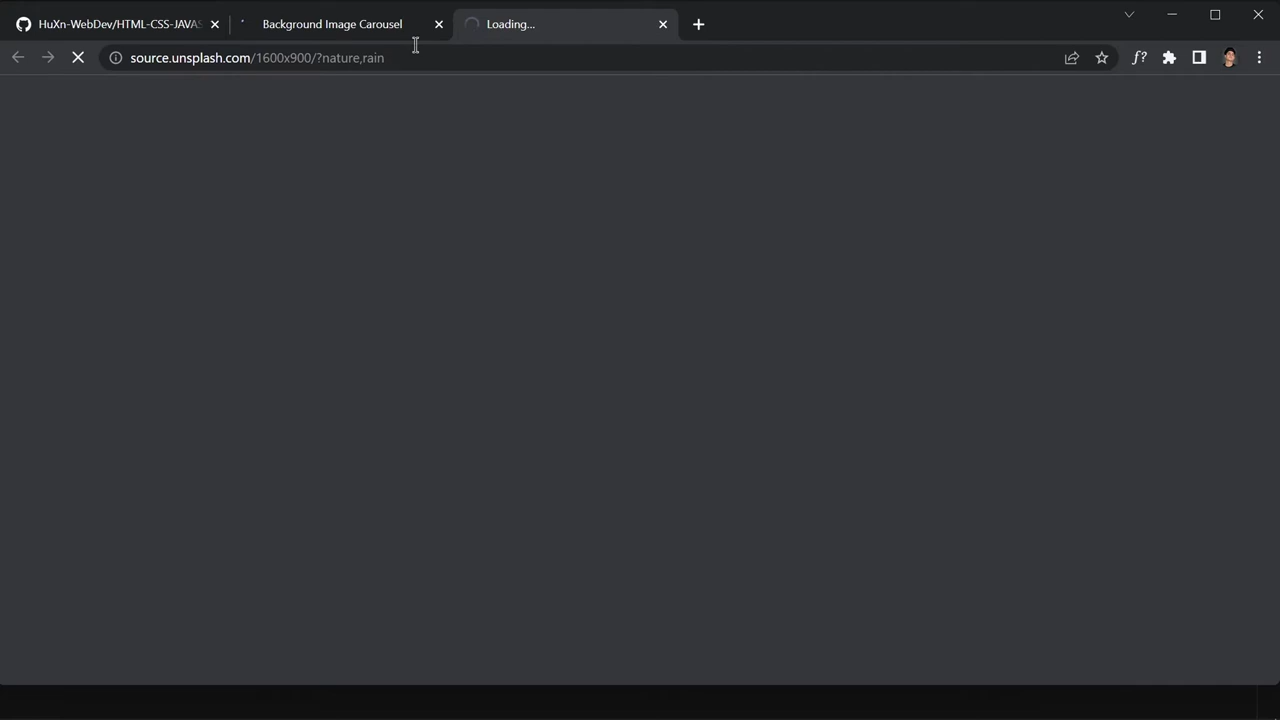 HuXn-WebDev/HTML-CSS-JAVAS
Background Image Carousel
Loading...
source.unsplash.com/1600x900/?nature,rain
f?